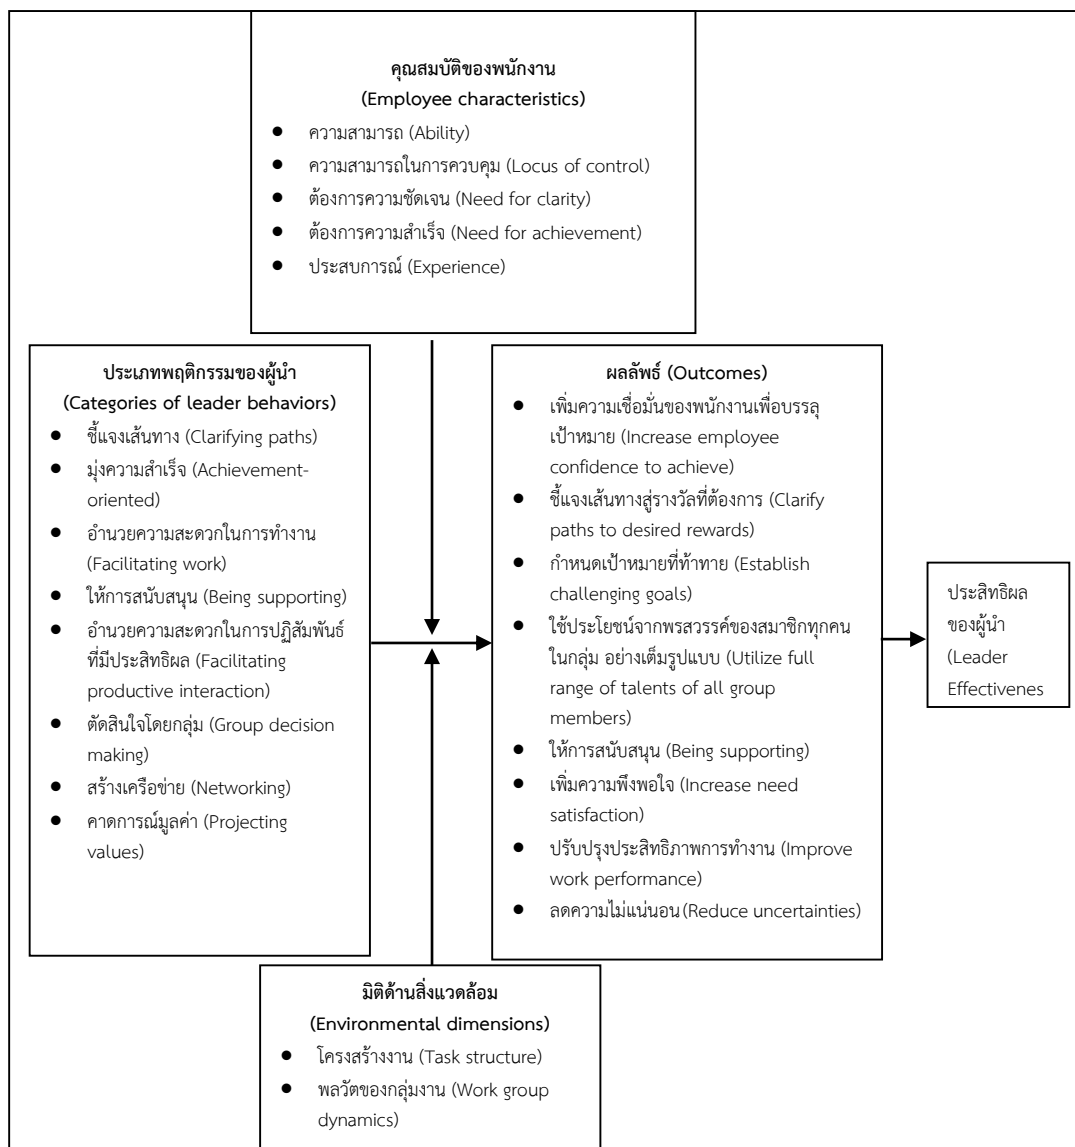 คุณสมบัติของพนักงาน
(Employee characteristics)
● ความสามารถ (Ability)
● ความสามารถในการควบคุม (Locus of control)
● ต้องการความชัดเจน (Need for clarity)
● ต้องการความสำเร็จ (Need for achievement)
● ประสบการณ์ (Experience)
ประเภทพฤติกรรมของผู้นำ
(Categories of leader behaviors)
● ชี้แจงเส้นทาง (Clarifying paths)
● มุ่งความสำเร็จ (Achievement-
oriented)
● อำนวยความสะดวกในการทำงาน
(Facilitating work)
● ให้การสนับสนุน (Being supporting)
● อำนวยความสะดวกในการปฏิสัมพันธ์
ที่มีประสิทธิผล (Facilitating
productive interaction)
● ตัดสินใจโดยกลุ่ม (Group decision
making)
● สร้างเครือข่าย (Networking)
● คาดการณ์มูลค่า (Projecting
values)
ผลลัพธ์ (Outcomes)
● เพิ่มความเชื่อมั่นของพนักงานเพื่อบรรลุ
เป้าหมาย (Increase employee
confidence to achieve)
● ชี้แจงเส้นทางสู่รางวัลที่ต้องการ (Clarify
paths to desired rewards)
● กำหนดเป้าหมายที่ท้าทาย (Establish
challenging goals)
● ใช้ประโยชน์จากพรสวรรค์ของสมาชิกทุกคน
ในกลุ่ม อย่างเต็มรูปแบบ (Utilize full
range of talents of all group
members)
● ให้การสนับสนุน (Being supporting)
● เพิ่มความพึงพอใจ (Increase need
satisfaction)
● ปรับปรุงประสิทธิภาพการทำงาน (Improve
work performance)
● ลดความไม่แน่นอน (Reduce uncertainties)
ประสิทธิผล
ของผู้นำ
(Leader
Effectivenes
มิติด้านสิ่งแวดล้อม
(Environmental dimensions)
● โครงสร้างงาน (Task structure)
● พลวัตของกลุ่มงาน (Work group
dynamics)